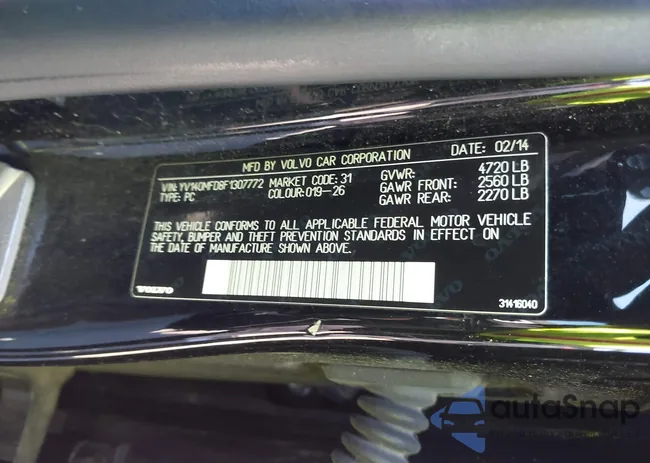 MFD BY VOLVO CAR CORPORATION DATE: 02/14
VIN: YV140MFD8F1307772 MARKET CODE: 31 GVWR: 4720 LB
TYPE: PC COLOUR: 019-26 GAWR FRONT: 2560 LB
GAWR REAR: 2270 LB
THIS VEHICLE CONFORMS TO ALL APPLICABLE FEDERAL MOTOR VEHICLE
SAFETY, BUMPER AND THEFT PREVENTION STANDARDS IN EFFECT ON
THE DATE OF MANUFACTURE SHOWN ABOVE.
VOLVO 31416040
autoSnap